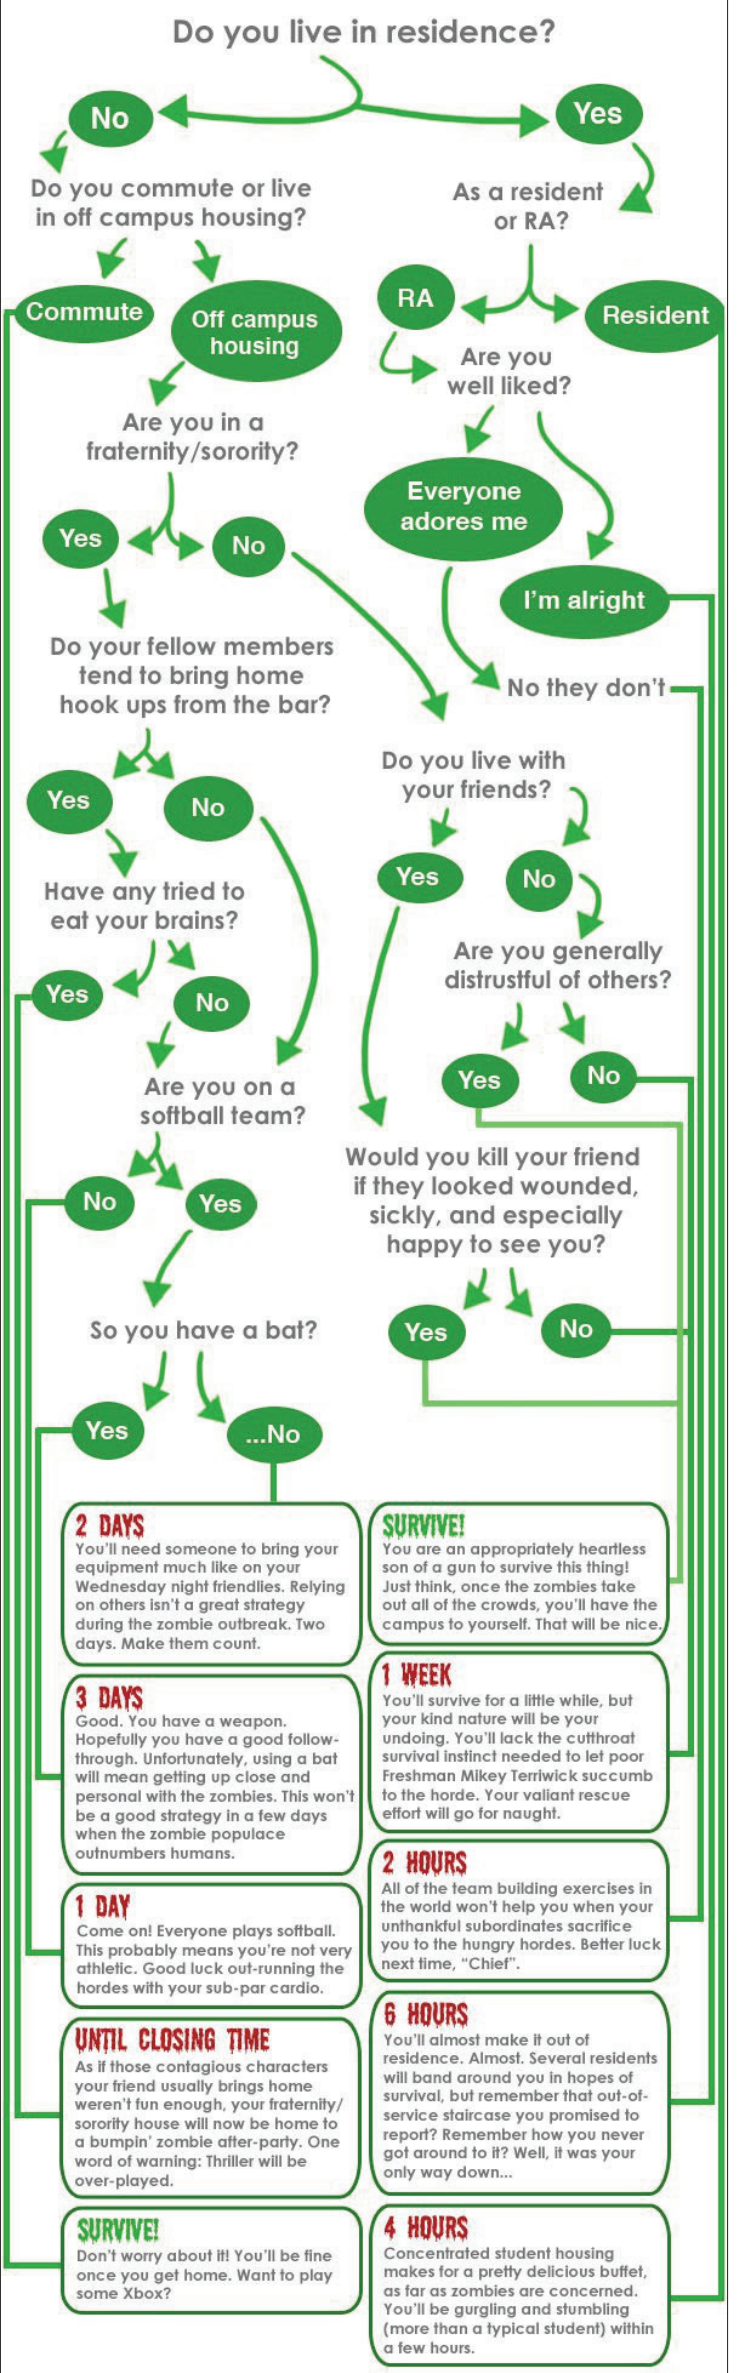 Do you live in residence?
No
Yes
Do you commute or live
in off campus housing?
As a resident
or RA?
Commute
Off campus
housing
RA
Resident
Are you
well liked?
Are you in a
fraternity/sorority?
Everyone
adores me
Yes
No
I'm alright
Do your fellow members
tend to bring home
hook ups from the bar?
No they don't
Do you live with
your friends?
Yes
No
Yes
No
Have any tried to
eat your brains?
Are you generally
distrustful of others?
Yes
No
Yes
No
Are you on a
softball team?
Would you kill your friend
if they looked wounded,
sickly, and especially
happy to see you?
No
Yes
So you have a bat?
Yes
No
Yes
...No
2 DAYS
You'll need someone to bring your
equipment much like on your
Wednesday night friendlies. Relying
on others isn't a great strategy
during the zombie outbreak. Two
days. Make them count.
SURVIVE!
You are an appropriately heartless
son of a gun to survive this thing!
Just think, once the zombies take
out all of the crowds, you'll have the
campus to yourself. That will be nice.
3 DAYS
Good. You have a weapon.
Hopefully you have a good follow-
through. Unfortunately, using a bat
will mean getting up close and
personal with the zombies. This won't
be a good strategy in a few days
when the zombie populace
outnumbers humans.
1 WEEK
You'll survive for a little while, but
your kind nature will be your
undoing. You'll lack the cutthroat
survival instinct needed to let poor
Freshman Mikey Terriwick succumb
to the horde. Your valiant rescue
effort will go for naught.
1 DAY
Come on! Everyone plays softball.
This probably means you're not very
athletic. Good luck out-running the
hordes with your sub-par cardio.
2 HOURS
All of the team building exercises in
the world won't help you when your
unthankful subordinates sacrifice
you to the hungry hordes. Better luck
next time, "Chief".
UNTIL CLOSING TIME
As if those contagious characters
your friend usually brings home
weren't fun enough, your fraternity/
sorority house will now be home to
a bumpin' zombie after-party. One
word of warning: Thriller will be
over-played.
6 HOURS
You'll almost make it out of
residence. Almost. Several residents
will band around you in hopes of
survival, but remember that out-of-
service staircase you promised to
report? Remember how you never
got around to it? Well, it was your
only way down...
SURVIVE!
Don't worry about it! You'll be fine
once you get home. Want to play
some Xbox?
4 HOURS
Concentrated student housing
makes for a pretty delicious buffet,
as far as zombies are concerned.
You'll be gurgling and stumbling
(more than a typical student) within
a few hours.